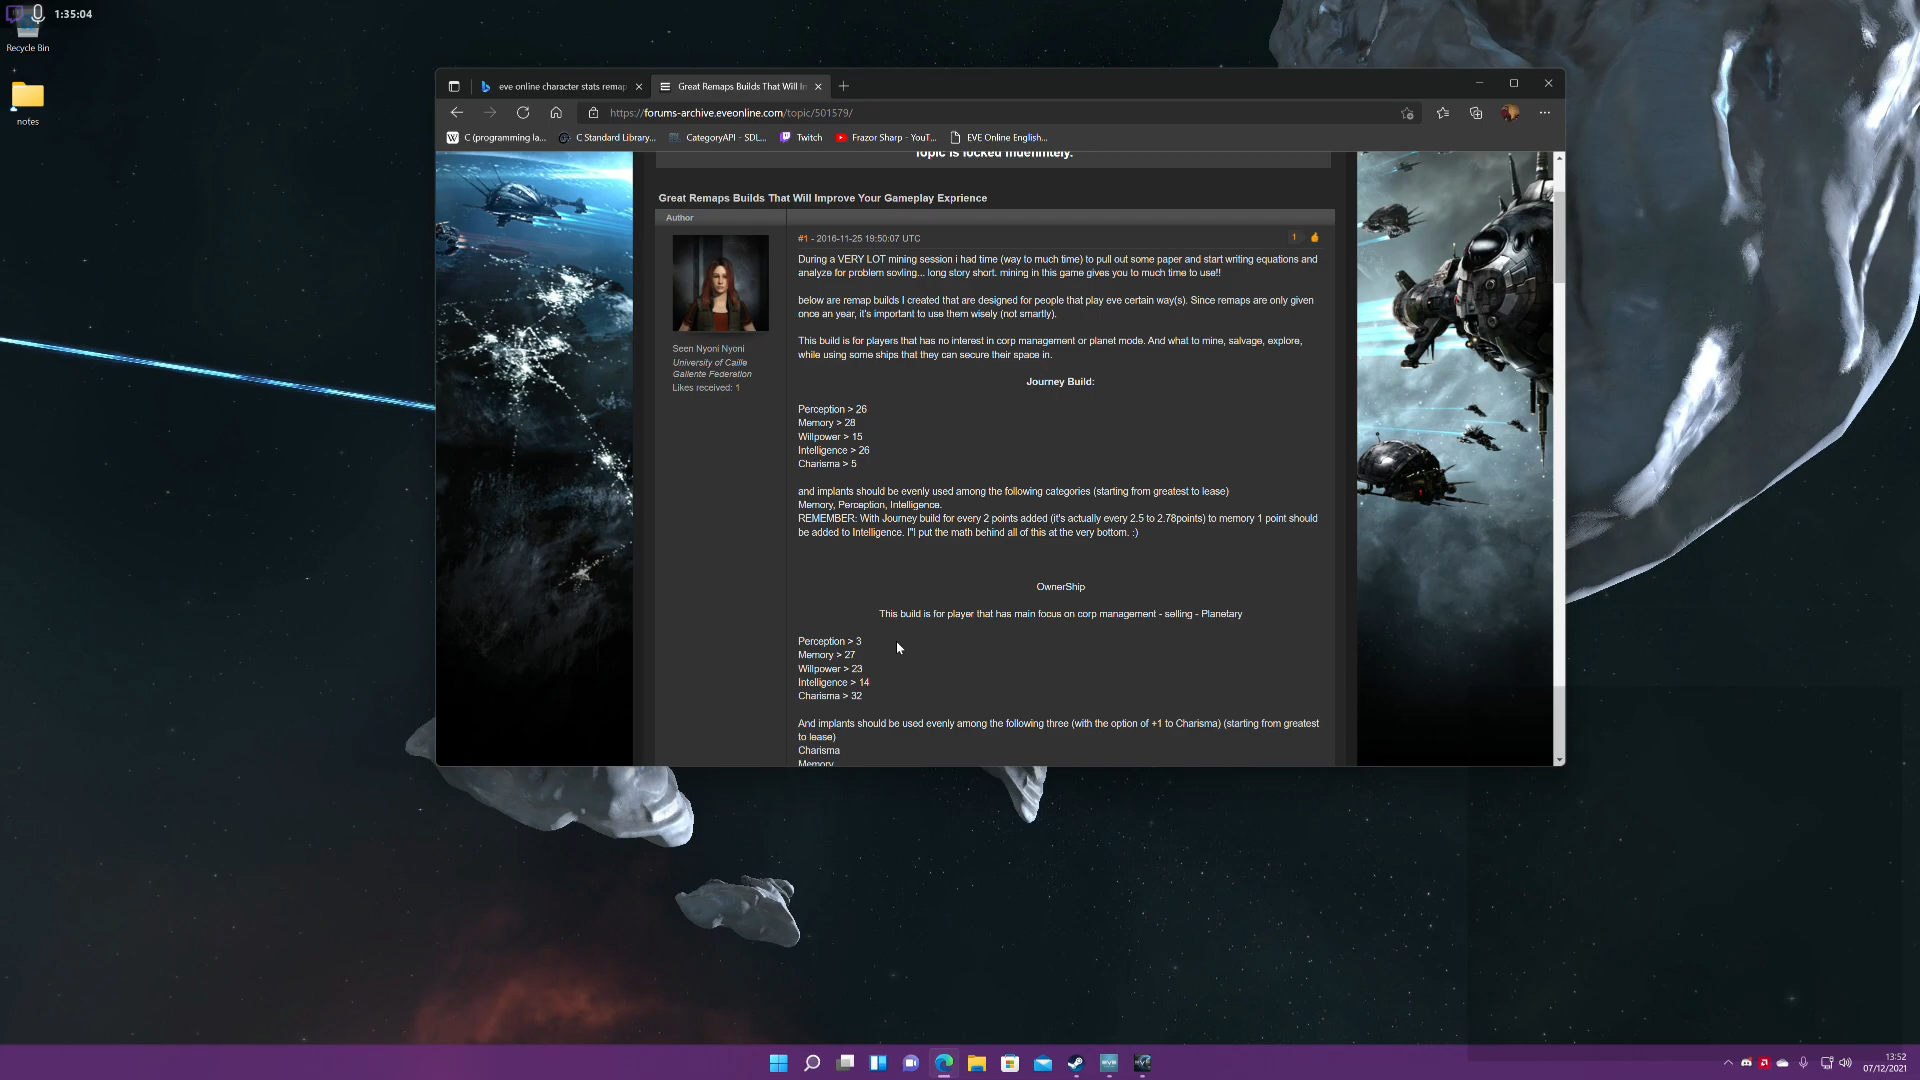 1:35:04
Recycle Bin
notes
eve online character stats remap
Great Remaps Builds That Will In
https://forums-archive.eveonline.com/topic/501579/
C (programming la...
C Standard Library...
CategoryAPI - SDL...
Twitch
Frazor Sharp - YouT...
EVE Online English...
Topic is locked indefinitely.
Great Remaps Builds That Will Improve Your Gameplay Exprience
Author
#1 - 2016-11-25 19:50:07 UTC
1
Seen Nyoni Nyoni
University of Caille
Gallente Federation
Likes received: 1
During a VERY LOT mining session i had time (way to much time) to pull out some paper and start writing equations and
analyze for problem sovling... long story short. mining in this game gives you to much time to use!!
below are remap builds I created that are designed for people that play eve certain way(s). Since remaps are only given
once an year, it's important to use them wisely (not smartly).
This build is for players that has no interest in corp management or planet mode. And what to mine, salvage, explore,
while using some ships that they can secure their space in.
Journey Build:
Perception > 26
Memory > 28
Willpower > 15
Intelligence > 26
Charisma > 5
and implants should be evenly used among the following categories (starting from greatest to lease)
Memory, Perception, Intelligence.
REMEMBER: With Journey build for every 2 points added (it's actually every 2.5 to 2.78points) to memory 1 point should
be added to Intelligence. I"l put the math behind all of this at the very bottom. :)
OwnerShip
This build is for player that has main focus on corp management - selling - Planetary
Perception > 3
Memory > 27
Willpower > 23
Intelligence > 14
Charisma > 32
And implants should be used evenly among the following three (with the option of +1 to Charisma) (starting from greatest
to lease)
Charisma
Memory
13:52
07/12/2021